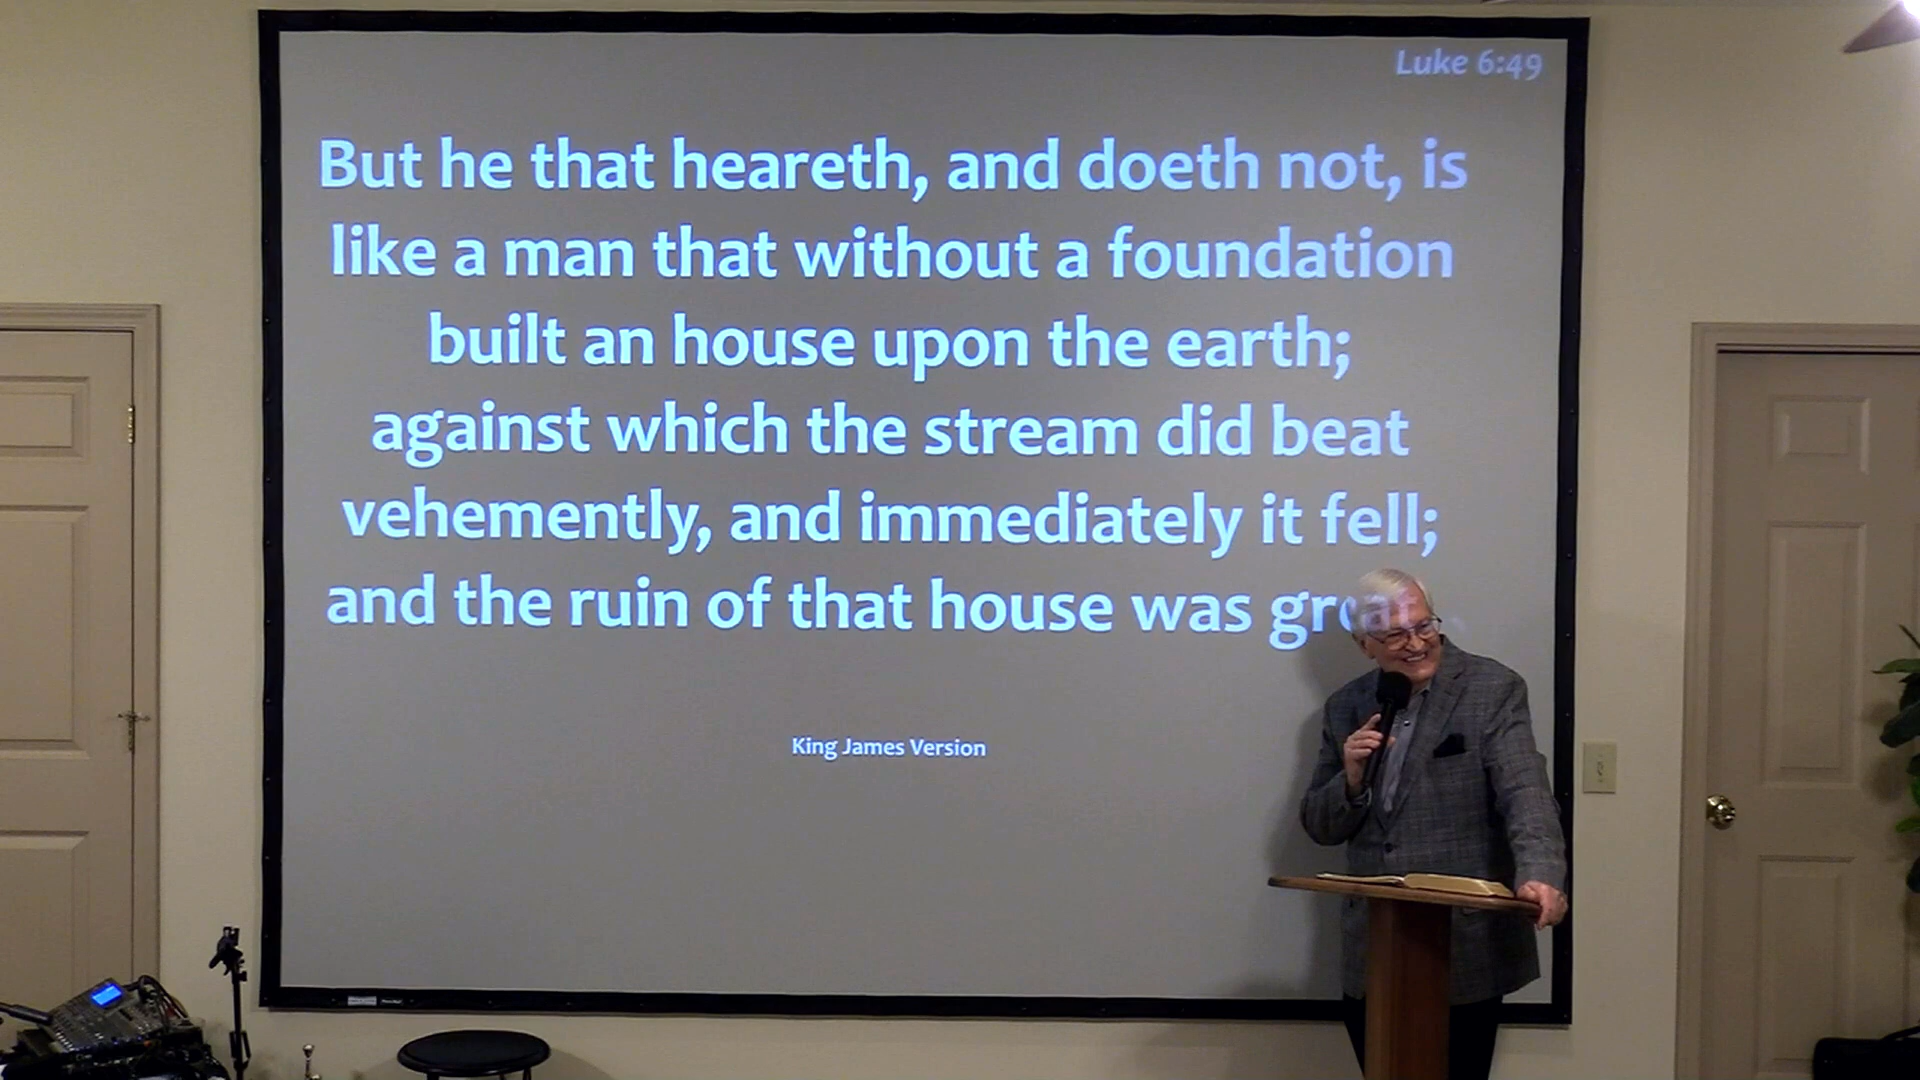 Luke 6:49
But he that heareth, and doeth not, is
like a man that without a foundation
built an house upon the earth;
against which the stream did beat
vehemently, and immediately it fell;
and the ruin of that house was great.
King James Version